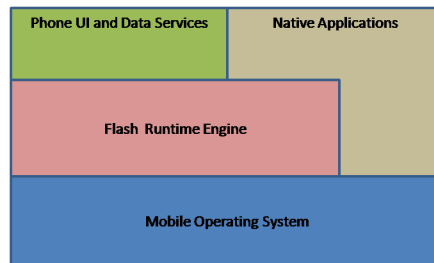 Phone UI and Data Services
Native Applications
Flash Runtime Engine
Mobile Operating System